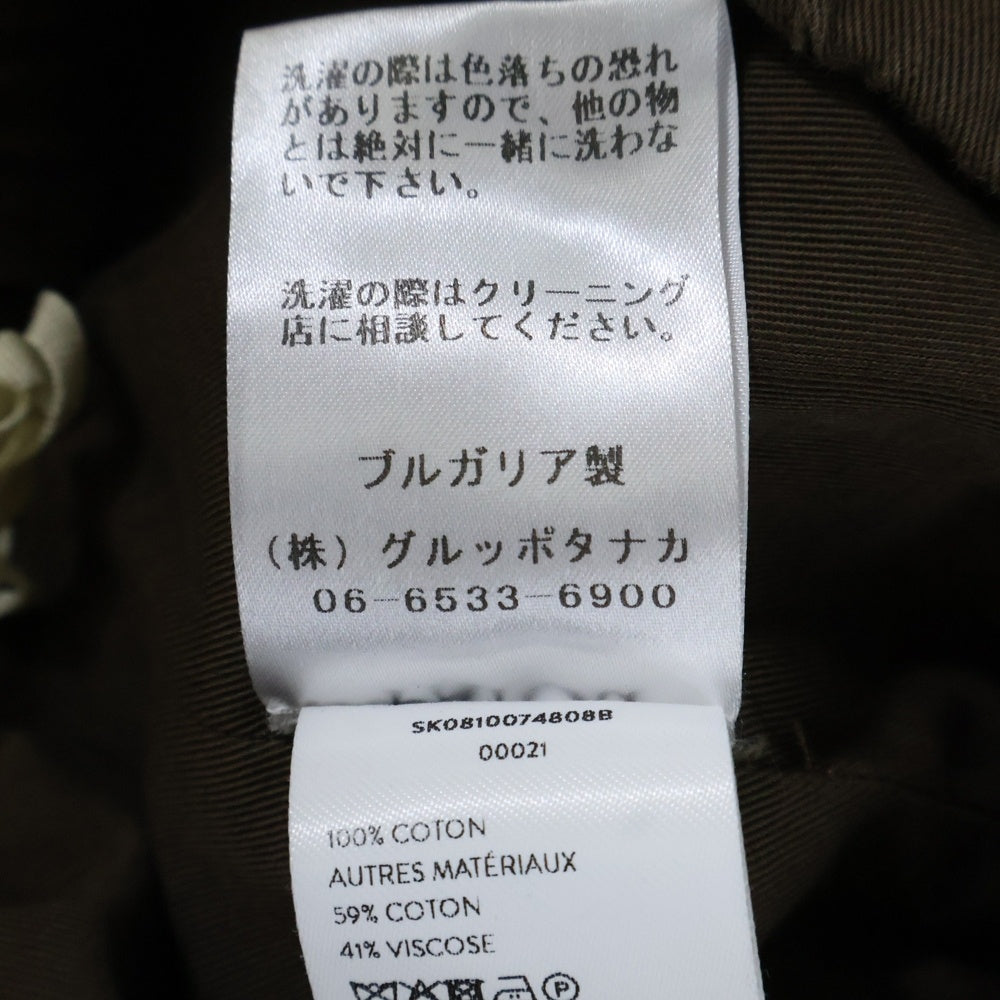 洗濯の際は色落ちの恐れ
がありますので、他の物
とは絶対に一緒に洗わな
いで下さい。
洗濯の際はクリーニング
店に相談してください。
ブルガリア製
(株)グルッポタナカ
06-6533-6900
SK0810074808B
00021
100% COTON
AUTRES MATÉRIAUX
59% COTON
41% VISCOSE
P